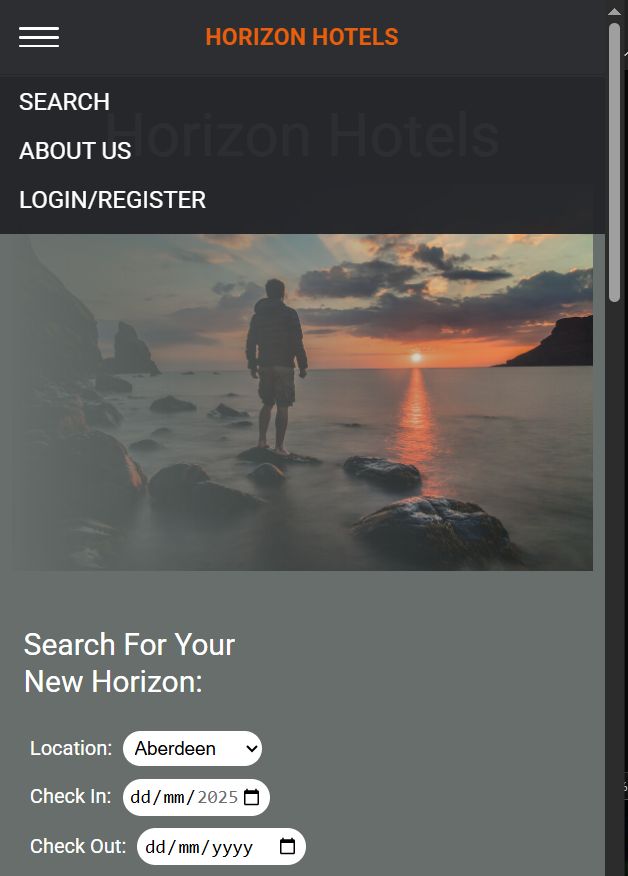 HORIZON HOTELS
SEARCH
Horizon Hotels
ABOUT US
LOGIN/REGISTER
Search For Your
New Horizon:
Location: Aberdeen
Check In: dd/mm/2025
Check Out: dd/mm/yyyy